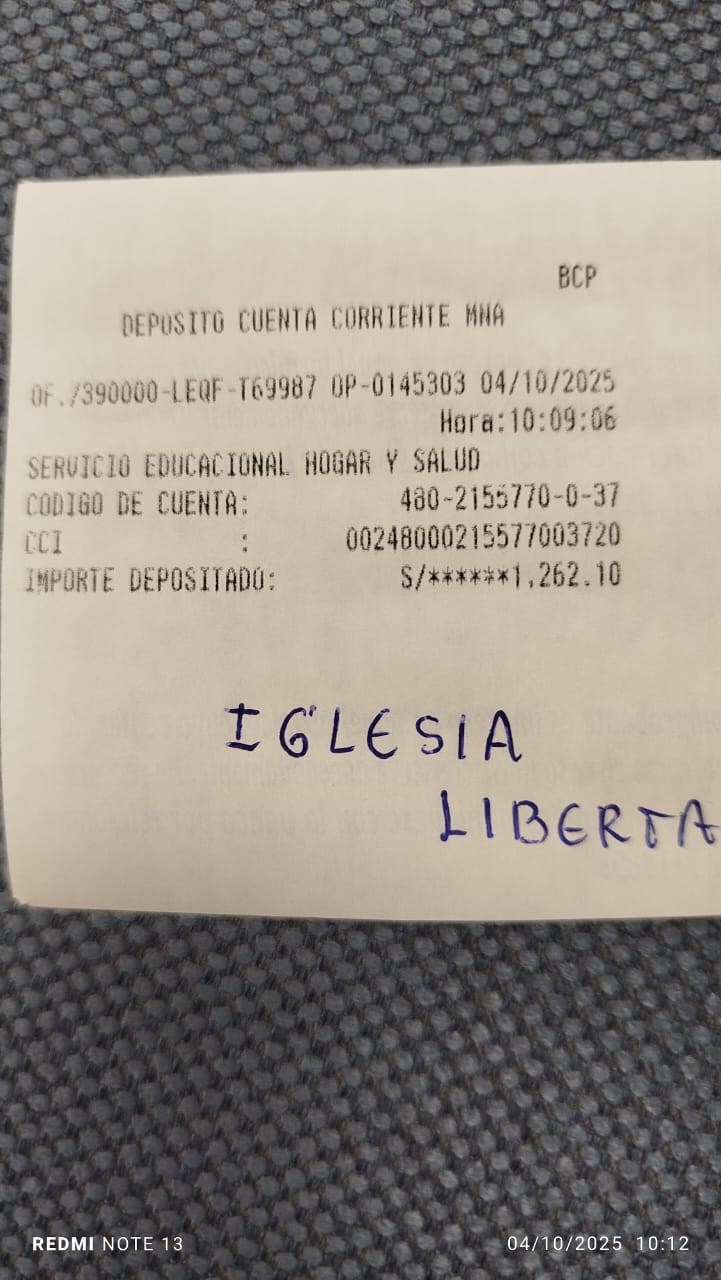 BCP
DEPOSITO CUENTA CORRIENTE MNA
OF./390000-LEQF-T69987 OP-0145303 04/10/2025
Hora:10:09:06
SERVICIO EDUCACIONAL HOGAR Y SALUD
CODIGO DE CUENTA: 480-2155770-0-37
CCI : 00248000215577003720
IMPORTE DEPOSITADO: S/******1,262.10
IGLESIA
LIBERTA
REDMI NOTE 13 04/10/2025 10:12